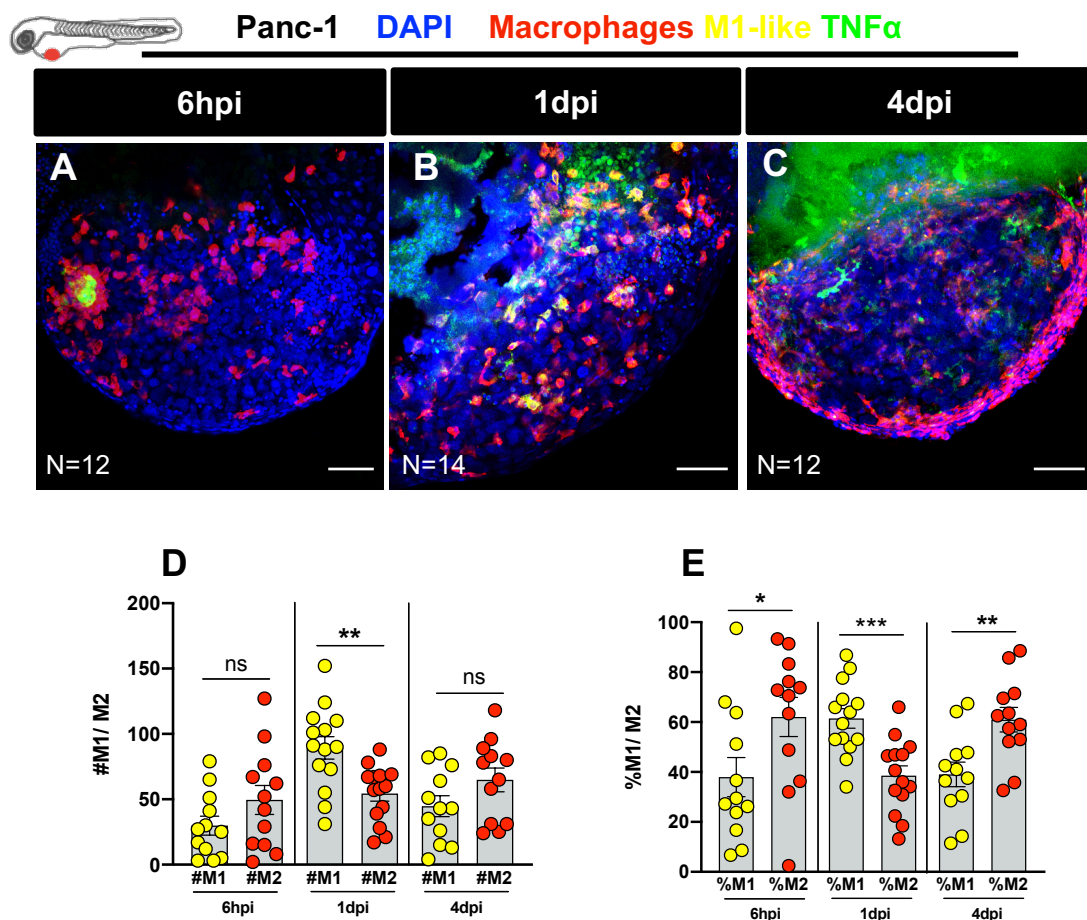 Panc-1 DAPI Macrophages M1-like TNFα
6hpi 1dpi 4dpi
A B C
N=12 N=14 N=12
D
#M1/ M2
200
150
100
50
0
ns ** ns
#M1 #M2 #M1 #M2 #M1 #M2
6hpi 1dpi 4dpi
E
%M1/ M2
100
80
60
40
20
0
* *** **
%M1 %M2 %M1 %M2 %M1 %M2
6hpi 1dpi 4dpi